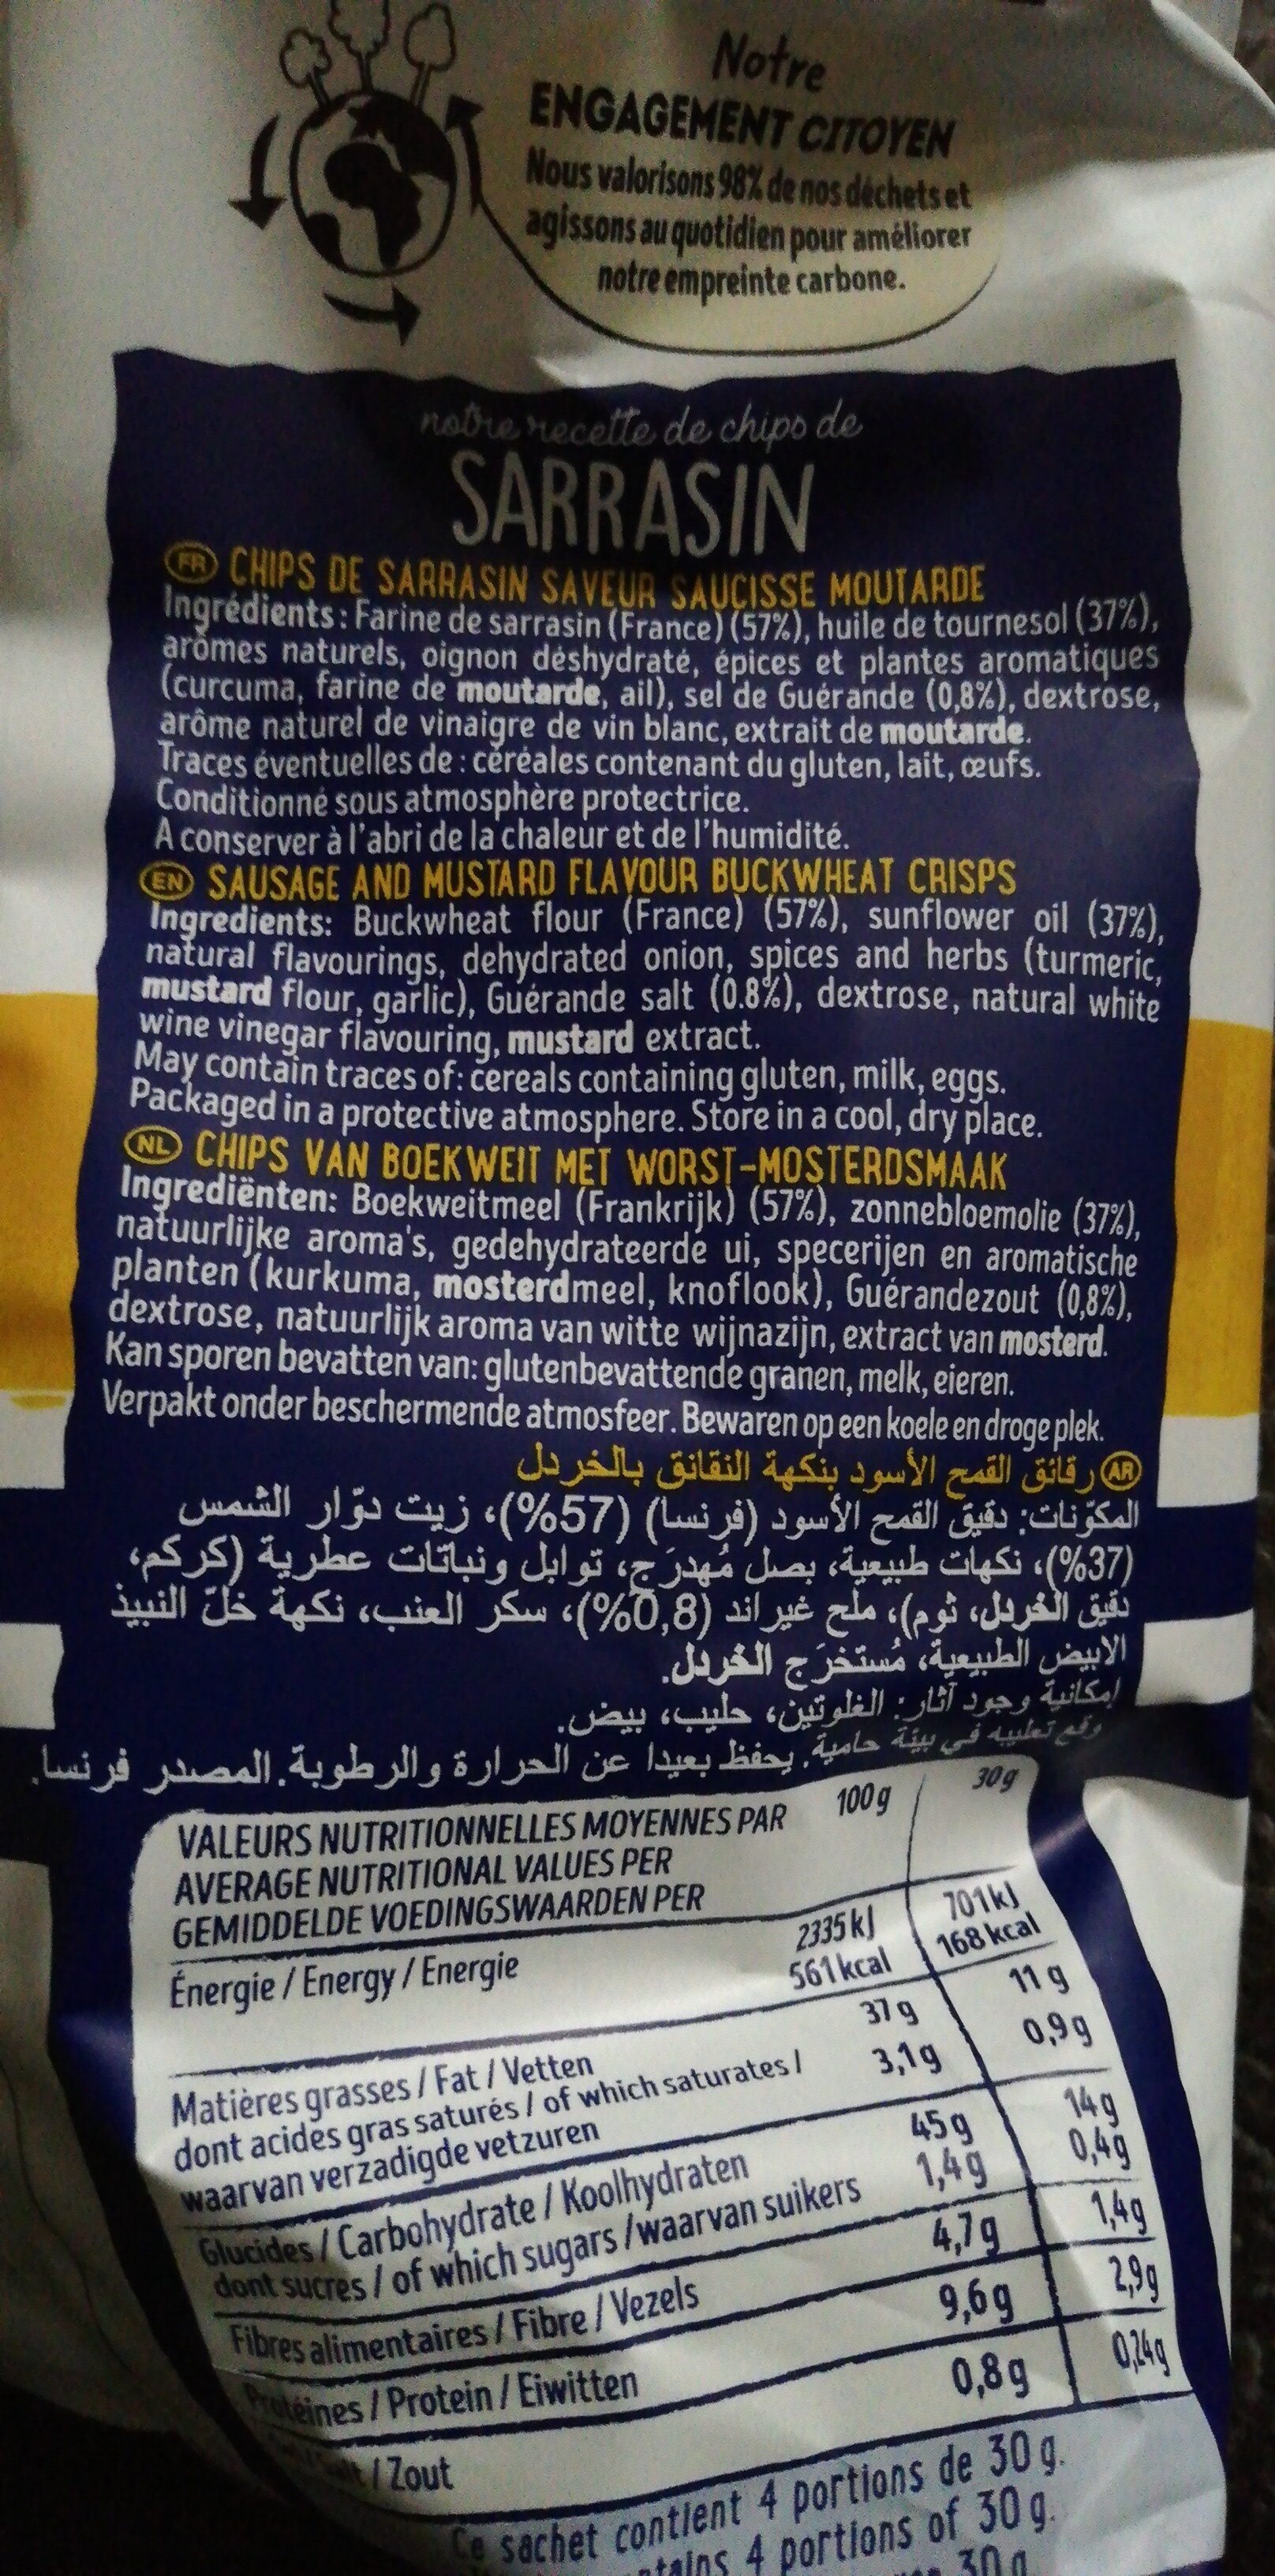 Notre
ENGAGEMENT CITOYEN
Nous valorisons 98% de nos déchets et
agissons au quotidien pour améliorer
notre empreinte carbone.
notre recette de chips de
SARRASIN
FR CHIPS DE SARRASIN SAVEUR SAUCISSE MOUTARDE
Ingrédients : Farine de sarrasin (France) (57%), huile de tournesol (37%),
arômes naturels, oignon déshydraté, épices et plantes aromatiques
(curcuma, farine de moutarde, ail), sel de Guérande (0,8%), dextrose,
arôme naturel de vinaigre de vin blanc, extrait de moutarde.
Traces éventuelles de : céréales contenant du gluten, lait, œufs.
Conditionné sous atmosphère protectrice.
A conserver à l'abri de la chaleur et de l'humidité.
EN SAUSAGE AND MUSTARD FLAVOUR BUCKWHEAT CRISPS
Ingredients: Buckwheat flour (France) (57%), sunflower oil (37%),
natural flavourings, dehydrated onion, spices and herbs (turmeric,
mustard flour, garlic), Guérande salt (0.8%), dextrose, natural white
wine vinegar flavouring, mustard extract.
May contain traces of: cereals containing gluten, milk, eggs.
Packaged in a protective atmosphere. Store in a cool, dry place.
NL CHIPS VAN BOEKWEIT MET WORST-MOSTERDSMAAK
Ingrediënten: Boekweitmeel (Frankrijk) (57%), zonnebloemolie (37%),
natuurlijke aroma's, gedehydrateerde ui, specerijen en aromatische
planten (kurkuma, mosterdmeel, knoflook), Guérandezout (0,8%),
dextrose, natuurlijk aroma van witte wijnazijn, extract van mosterd.
Kan sporen bevatten van: glutenbevattende granen, melk, eieren.
Verpakt onder beschermende atmosfeer. Bewaren op een koele en droge plek.
AR رقائق القمح الأسود بنكهة النقانق بالخردل
المكوّنات: دقيق القمح الأسود (فرنسا) (57%)، زيت دوّار الشمس
(37%)، نكهات طبيعية، بصل مُهدرَج، توابل ونباتات عطرية (كركم،
دقيق الخردل، ثوم)، ملح غيراند (0,8%)، سكر العنب، نكهة خلّ النبيذ
الابيض الطبيعية، مُستخرَج الخردل.
إمكانية وجود آثار: الغلوتين، حليب، بيض.
وقع تعليبه في بيئة حامية. يحفظ بعيدا عن الحرارة والرطوبة. المصدر فرنسا.
VALEURS NUTRITIONNELLES MOYENNES PAR 100 g 30 g
AVERAGE NUTRITIONAL VALUES PER
GEMIDDELDE VOEDINGSWAARDEN PER
Énergie / Energy / Energie 2335 kJ 701 kJ
561 kcal 168 kcal
Matières grasses / Fat / Vetten 37 g 11 g
dont acides gras saturés / of which saturates / 3,1 g 0,9 g
waarvan verzadigde vetzuren
Glucides / Carbohydrate / Koolhydraten 45 g 14 g
dont sucres / of which sugars / waarvan suikers 1,4 g 0,4 g
Fibres alimentaires / Fibre / Vezels 4,7 g 1,4 g
Protéines / Protein / Eiwitten 9,6 g 2,9 g
/ Zout 0,8 g 0,24 g
Ce sachet contient 4 portions de 30 g.
4 portions of 30 g.
30 g